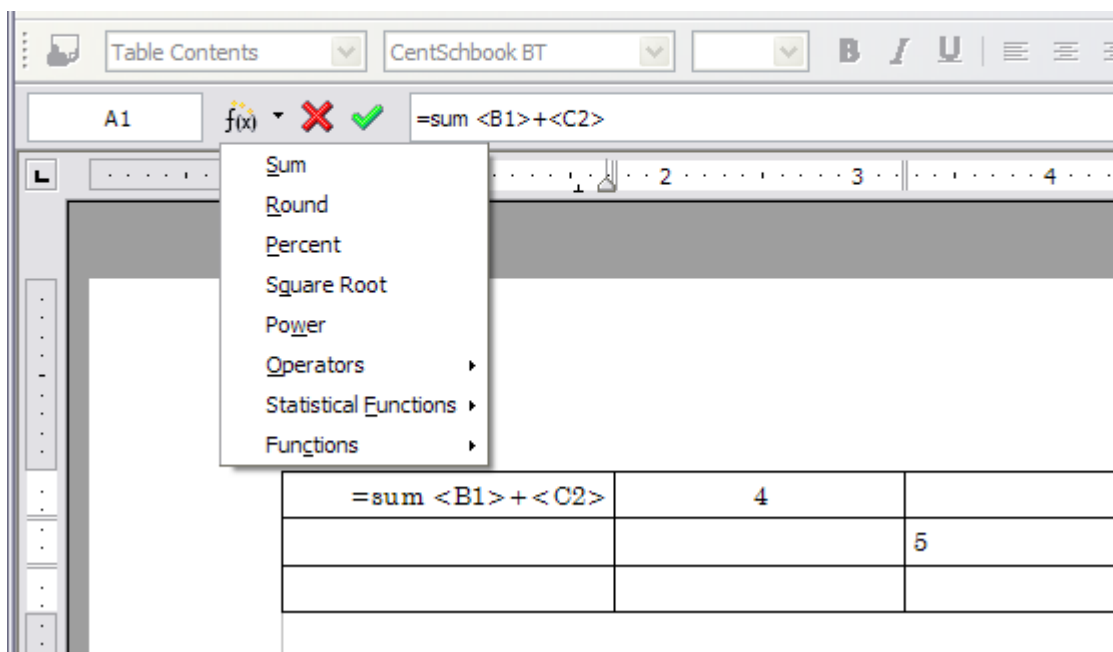 Table Contents CentSchbook BT B I U
A1 f(x) =sum <B1>+<C2>
L 2 3 4
Sum
Round
Percent
Square Root
Power
Operators
Statistical Functions
Functions
=sum <B1>+<C2> 4
5